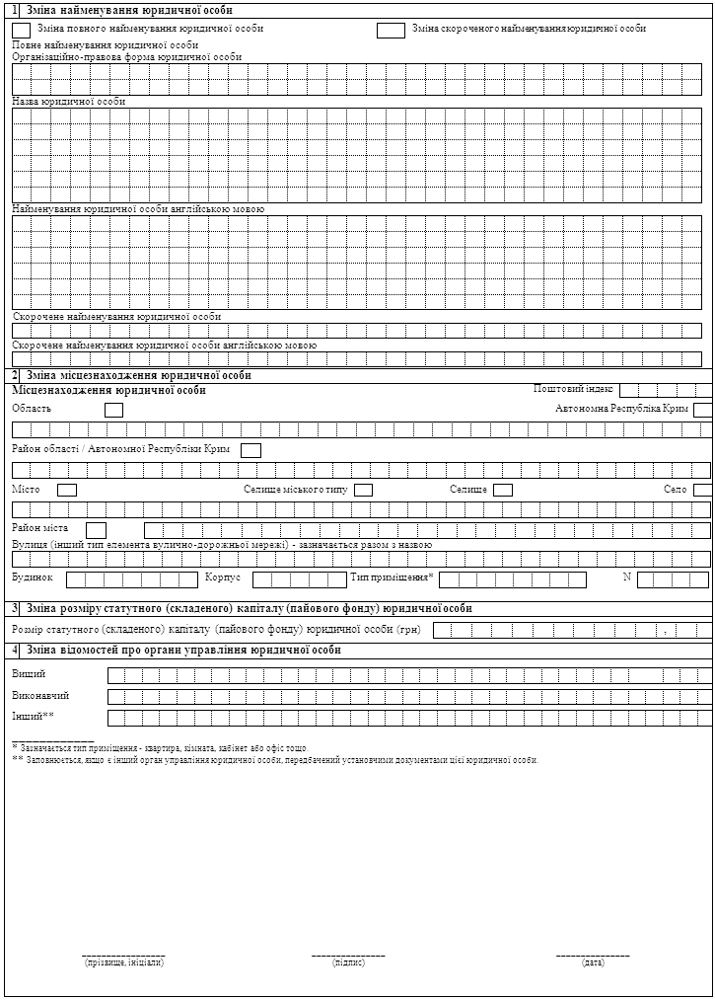 1 Зміна найменування юридичної особи
Зміна повного найменування юридичної особи Зміна скороченого найменування юридичної особи
Повне найменування юридичної особи
Організаційно-правова форма юридичної особи
Назва юридичної особи
Найменування юридичної особи англійською мовою
Скорочене найменування юридичної особи
Скорочене найменування юридичної особи англійською мовою
2 Зміна місцезнаходження юридичної особи
Місцезнаходження юридичної особи Поштовий індекс
Область Автономна Республіка Крим
Район області / Автономної Республіки Крим
Місто Селище міського типу Селище Село
Район міста
Вулиця (інший тип елемента вулично-дорожньої мережі) - зазначається разом з назвою
Будинок Корпус Тип приміщення* N
3 Зміна розміру статутного (складеного) капіталу (пайового фонду) юридичної особи
Розмір статутного (складеного) капіталу (пайового фонду) юридичної особи (грн) ,
4 Зміна відомостей про органи управління юридичної особи
Вищий
Виконавчий
Інший**
____________
* Зазначається тип приміщення - квартира, кімната, кабінет або офіс тощо.
** Заповнюється, якщо є інший орган управління юридичної особи, передбачений установчими документами цієї юридичної особи.
_________________ _______________ _______________
(прізвище, ініціали) (підпис) (дата)